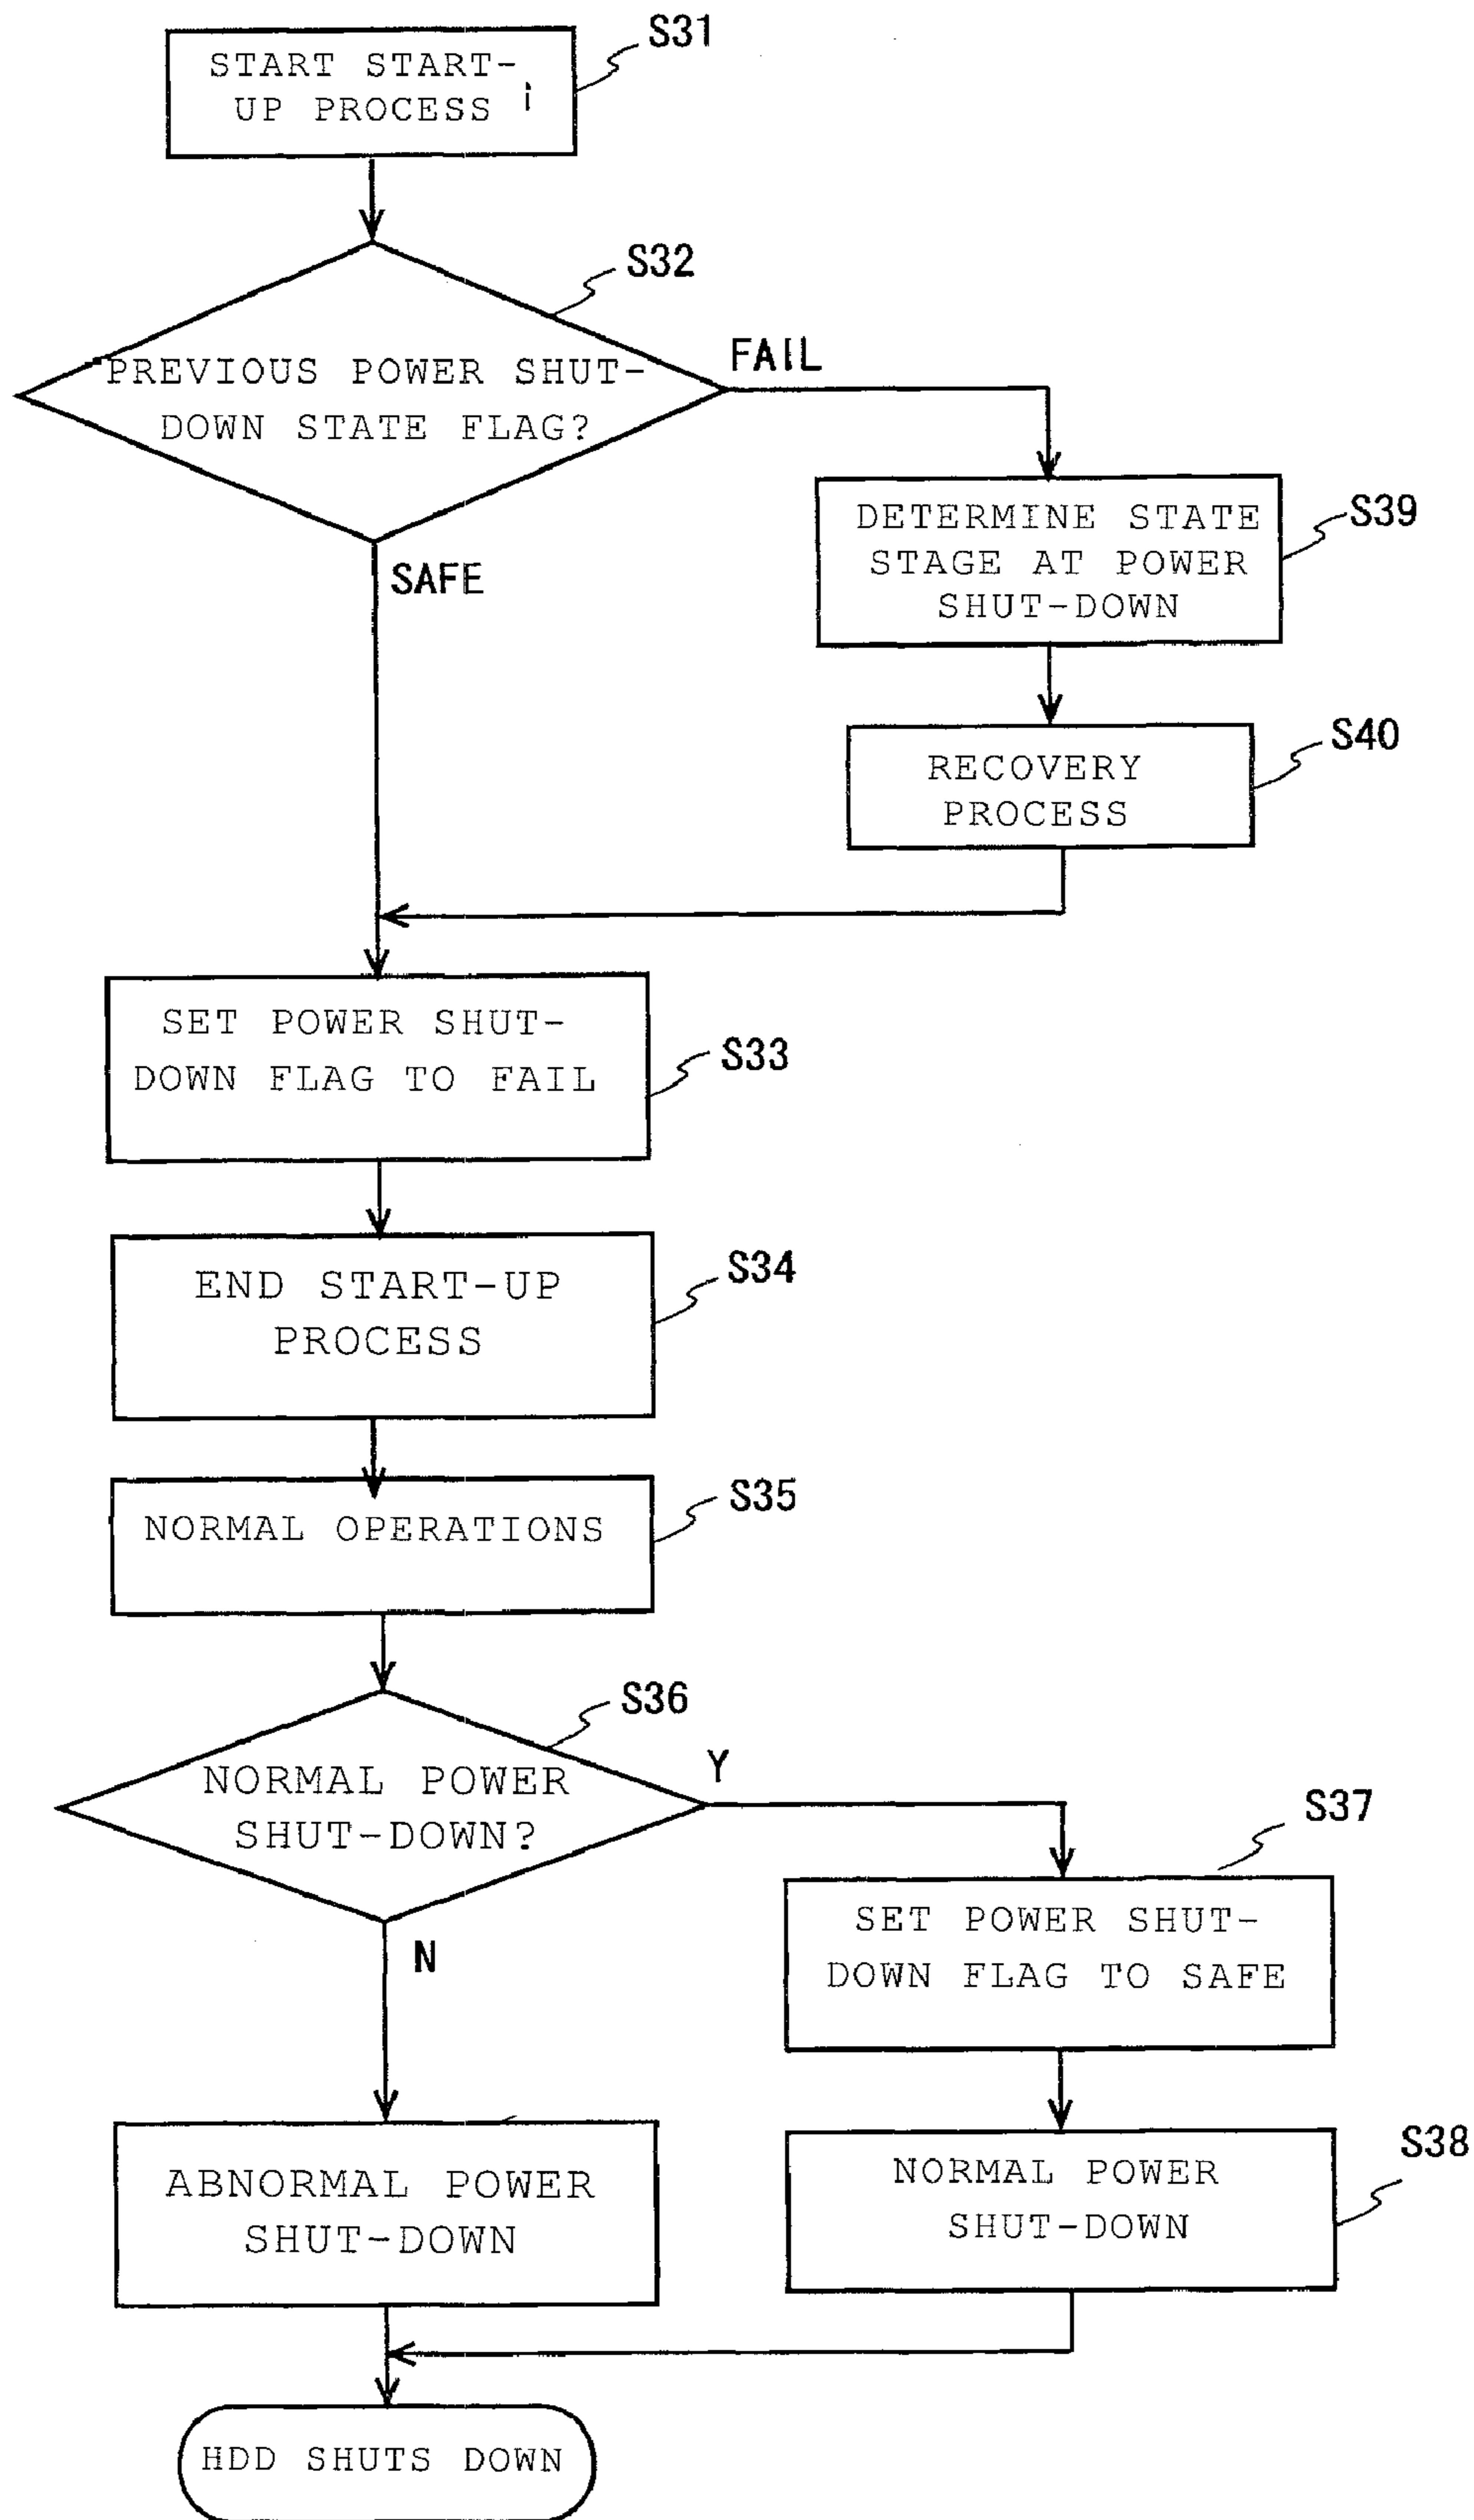 S31
START START-
UP PROCESS
S32
PREVIOUS POWER SHUT-
DOWN STATE FLAG?
FAIL
SAFE
DETERMINE STATE
STAGE AT POWER
SHUT-DOWN
S39
RECOVERY
PROCESS
S40
SET POWER SHUT-
DOWN FLAG TO FAIL
S33
END START-UP
PROCESS
S34
NORMAL OPERATIONS
S35
S36
NORMAL POWER
SHUT-DOWN?
Y
N
S37
SET POWER SHUT-
DOWN FLAG TO SAFE
ABNORMAL POWER
SHUT-DOWN
NORMAL POWER
SHUT-DOWN
S38
HDD SHUTS DOWN